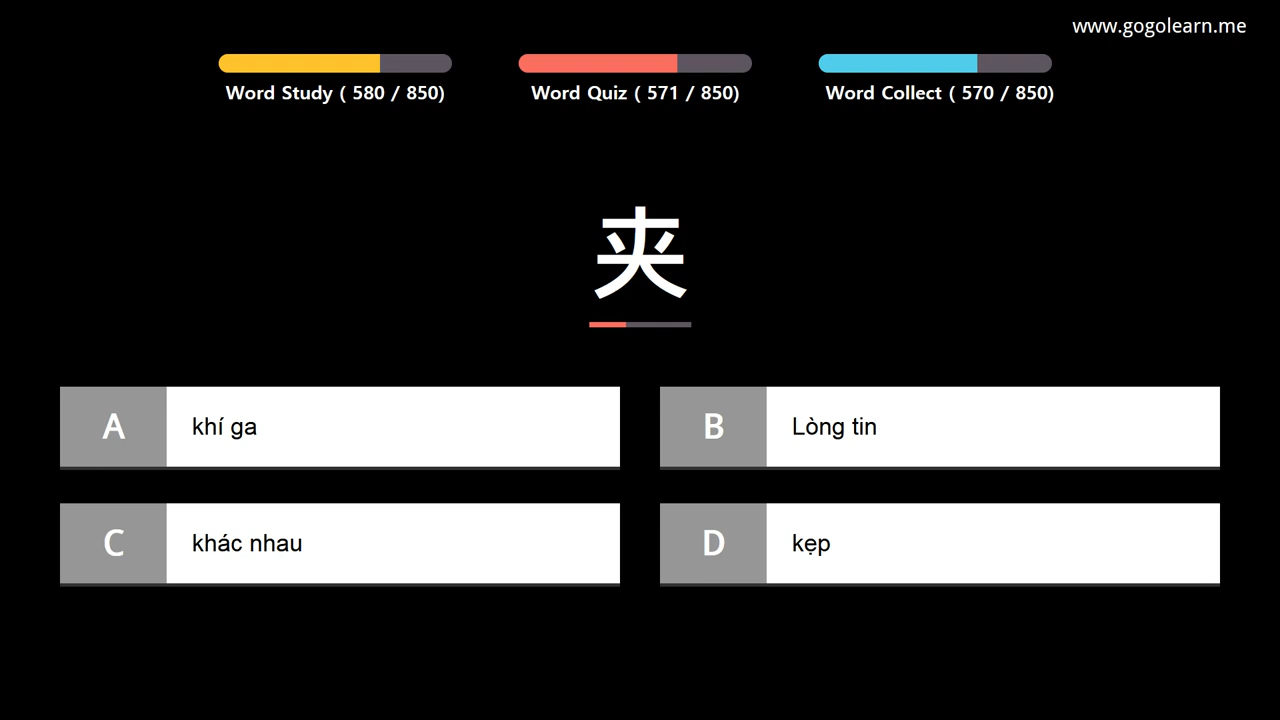 www.gogolearn.me
Word Study ( 580 / 850)
Word Quiz ( 571 / 850)
Word Collect ( 570 / 850)
夹
A khí ga
B Lòng tin
C khác nhau
D kẹp